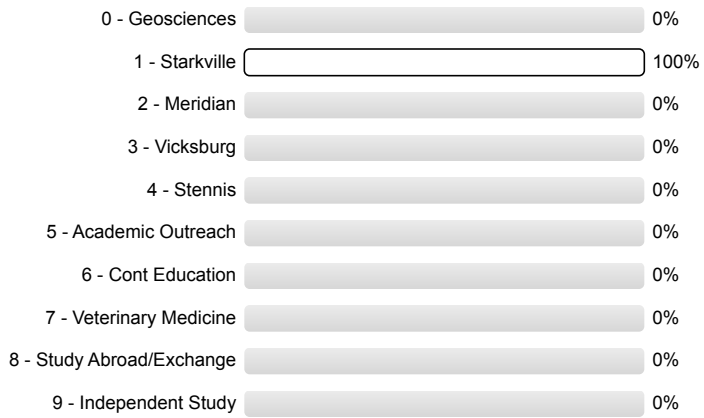 0 - Geosciences 0%
1 - Starkville 100%
2 - Meridian 0%
3 - Vicksburg 0%
4 - Stennis 0%
5 - Academic Outreach 0%
6 - Cont Education 0%
7 - Veterinary Medicine 0%
8 - Study Abroad/Exchange 0%
9 - Independent Study 0%